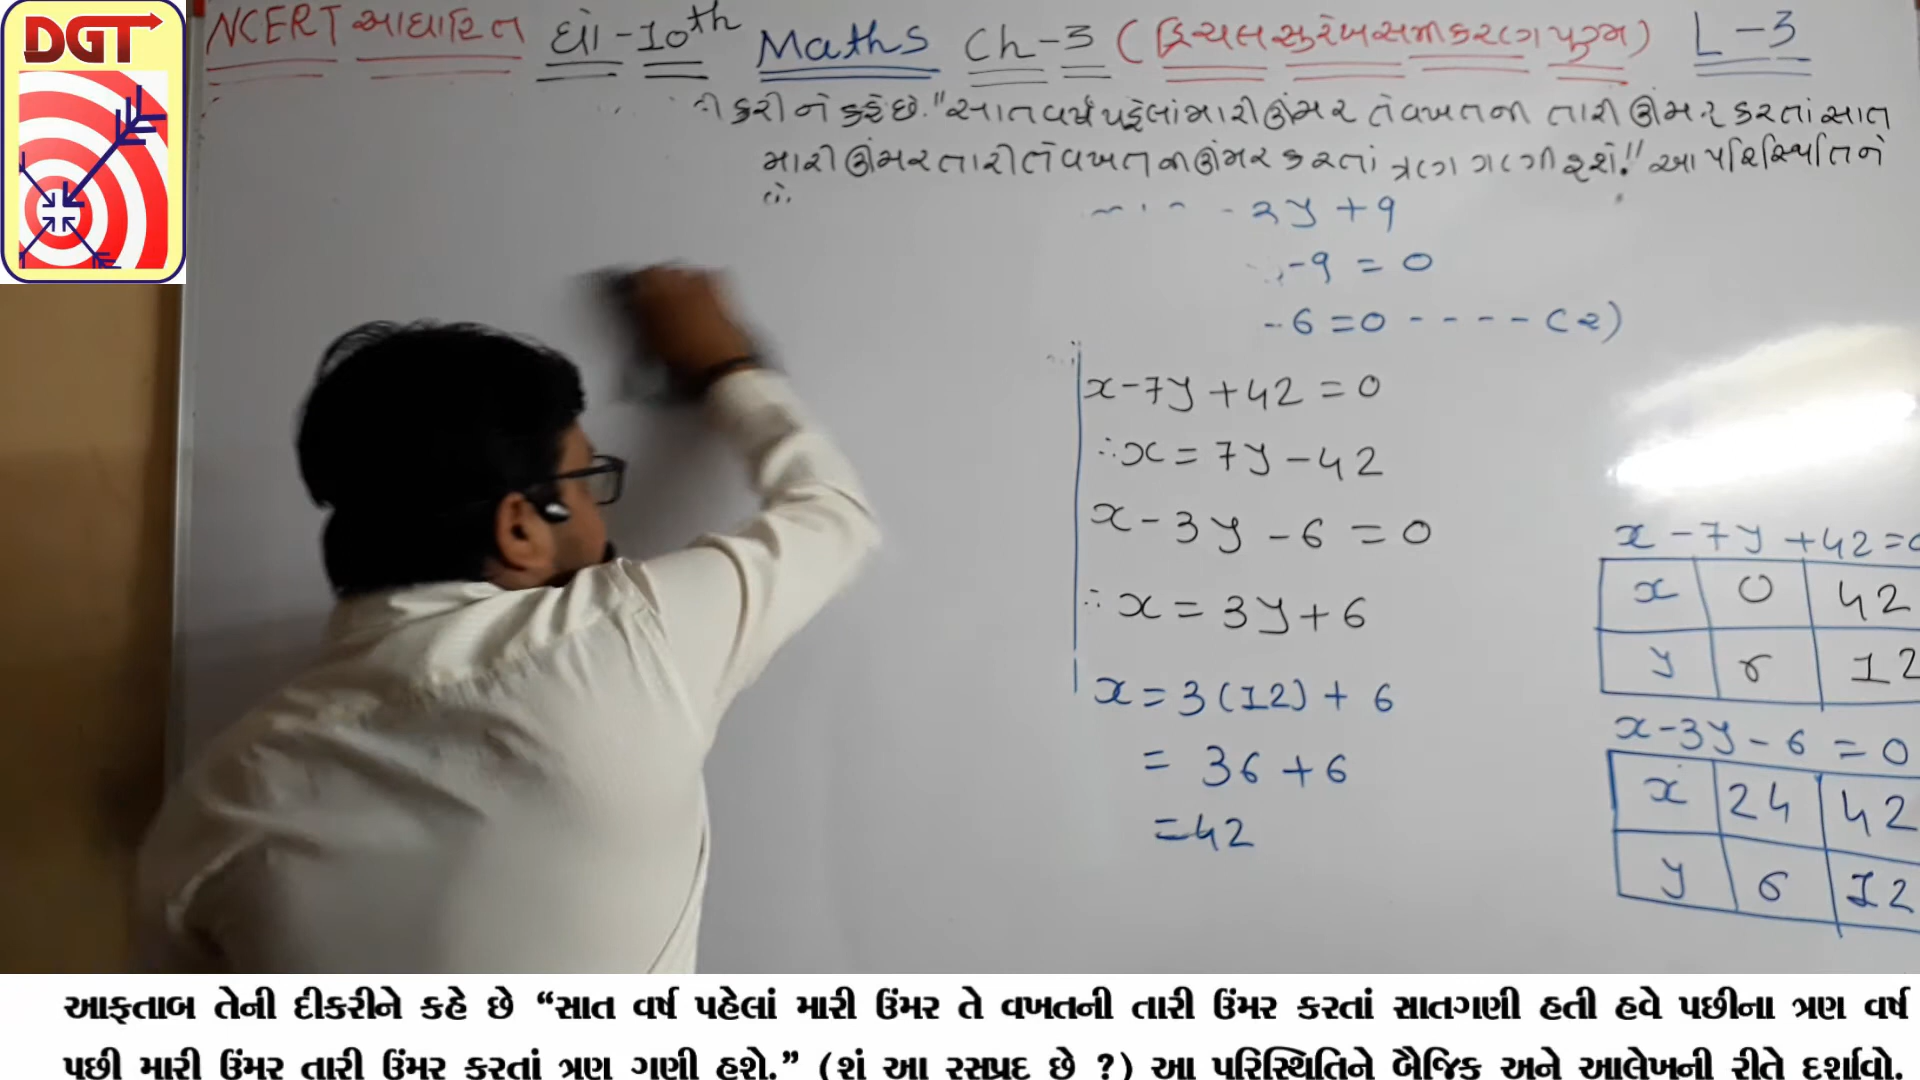 DGT
NCERT આધારિત ધો-10th Maths Ch-3 (દ્વિચલ સુરેખ સમીકરણ યુગ્મ) L-3
કરીને કહે છે. "સાત વર્ષ પહેલાં મારી ઊંમર તે વખતની તારી ઊંમર કરતાં સાત
મારી ઊંમર તારી તે વખતની ઊંમર કરતાં ત્રણ ગણી હશે." આ પરિસ્થિતિને
3y + 9
-9 = 0
-6 = 0 ---- (2)
x - 7y + 42 = 0
∴ x = 7y - 42
x - 3y - 6 = 0
∴ x = 3y + 6
x = 3(12) + 6
= 36 + 6
= 42
x - 7y + 42 = 0
x 0 42
y 6 12
x - 3y - 6 = 0
x 24 42
y 6 12
આફતાબ તેની દીકરીને કહે છે “સાત વર્ષ પહેલાં મારી ઉંમર તે વખતની તારી ઉંમર કરતાં સાતગણી હતી હવે પછીના ત્રણ વર્ષ
પછી મારી ઉંમર તારી ઉંમર કરતાં ત્રણ ગણી હશે.” (શું આ રસપ્રદ છે ?) આ પરિસ્થિતિને બૈજિક અને આલેખની રીતે દર્શાવો.